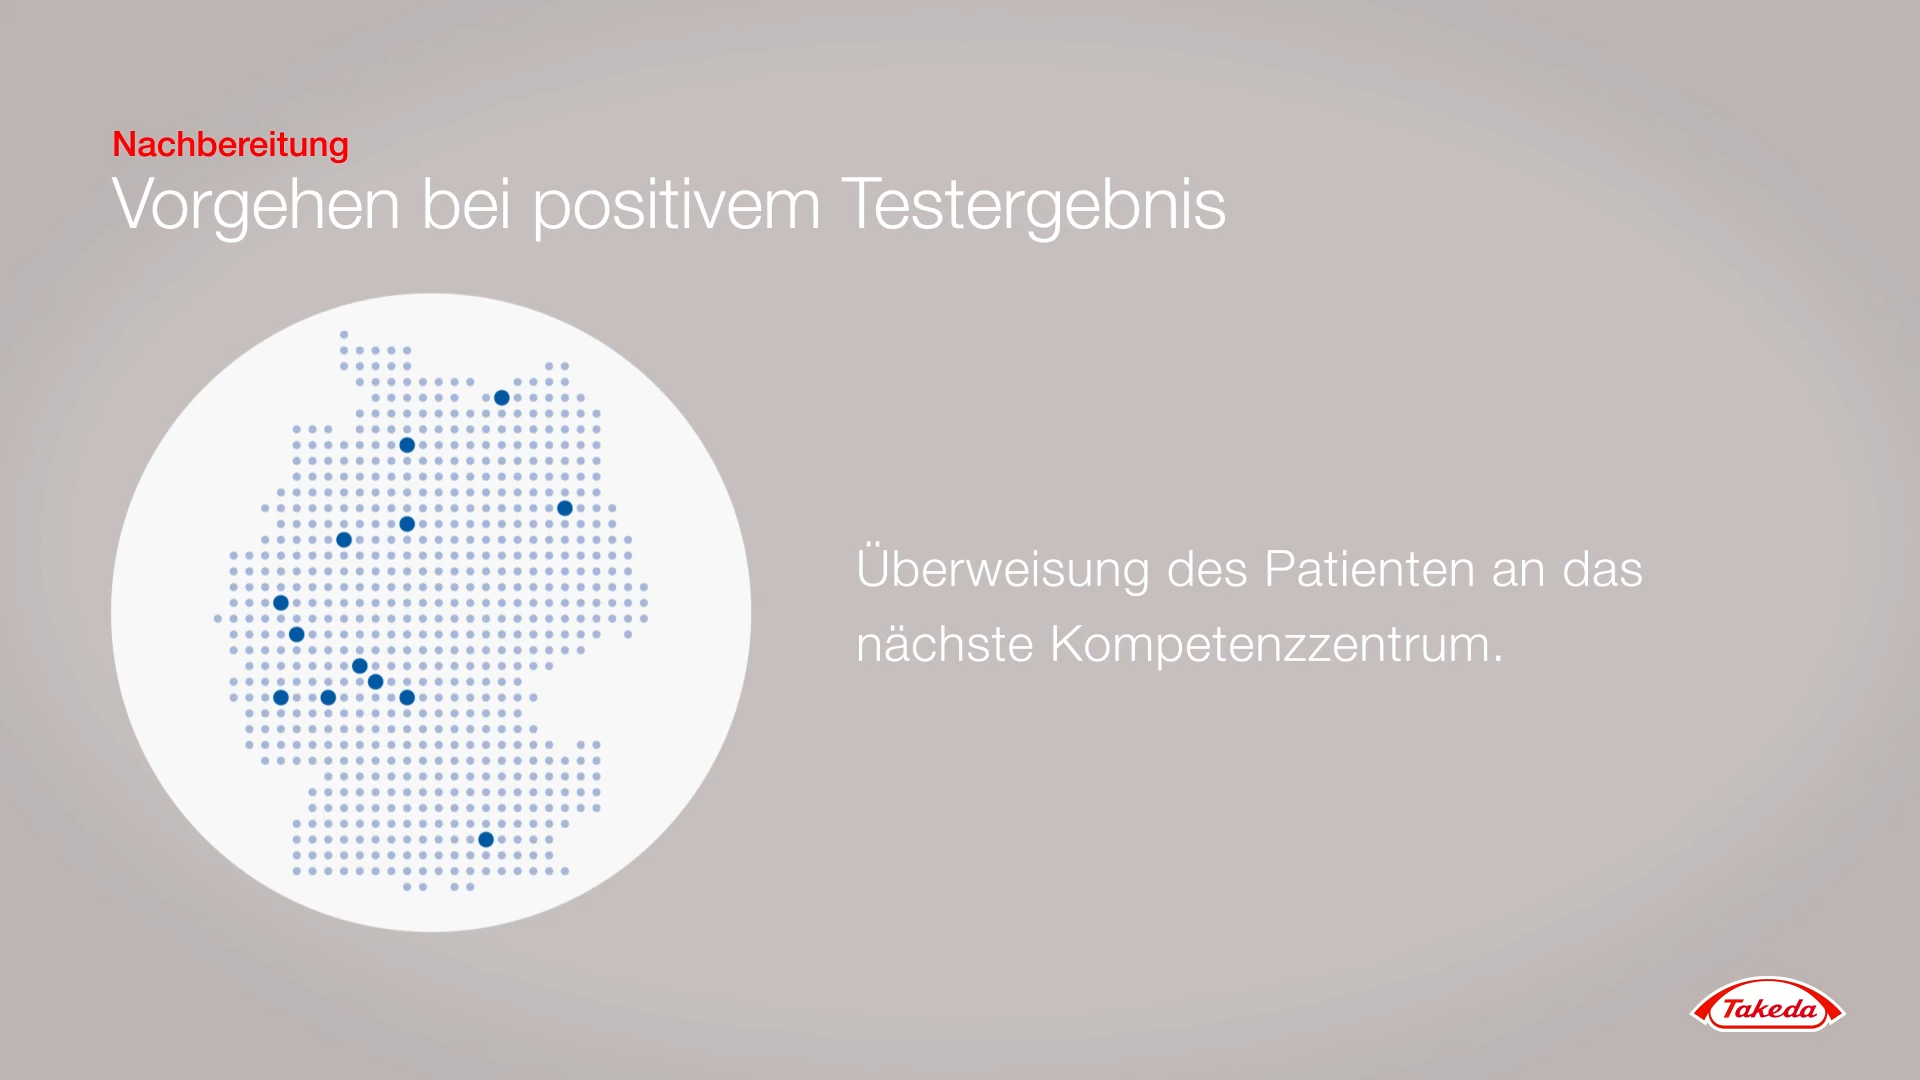 Nachbereitung
Vorgehen bei positivem Testergebnis
Überweisung des Patienten an das
nächste Kompetenzzentrum.
Takeda